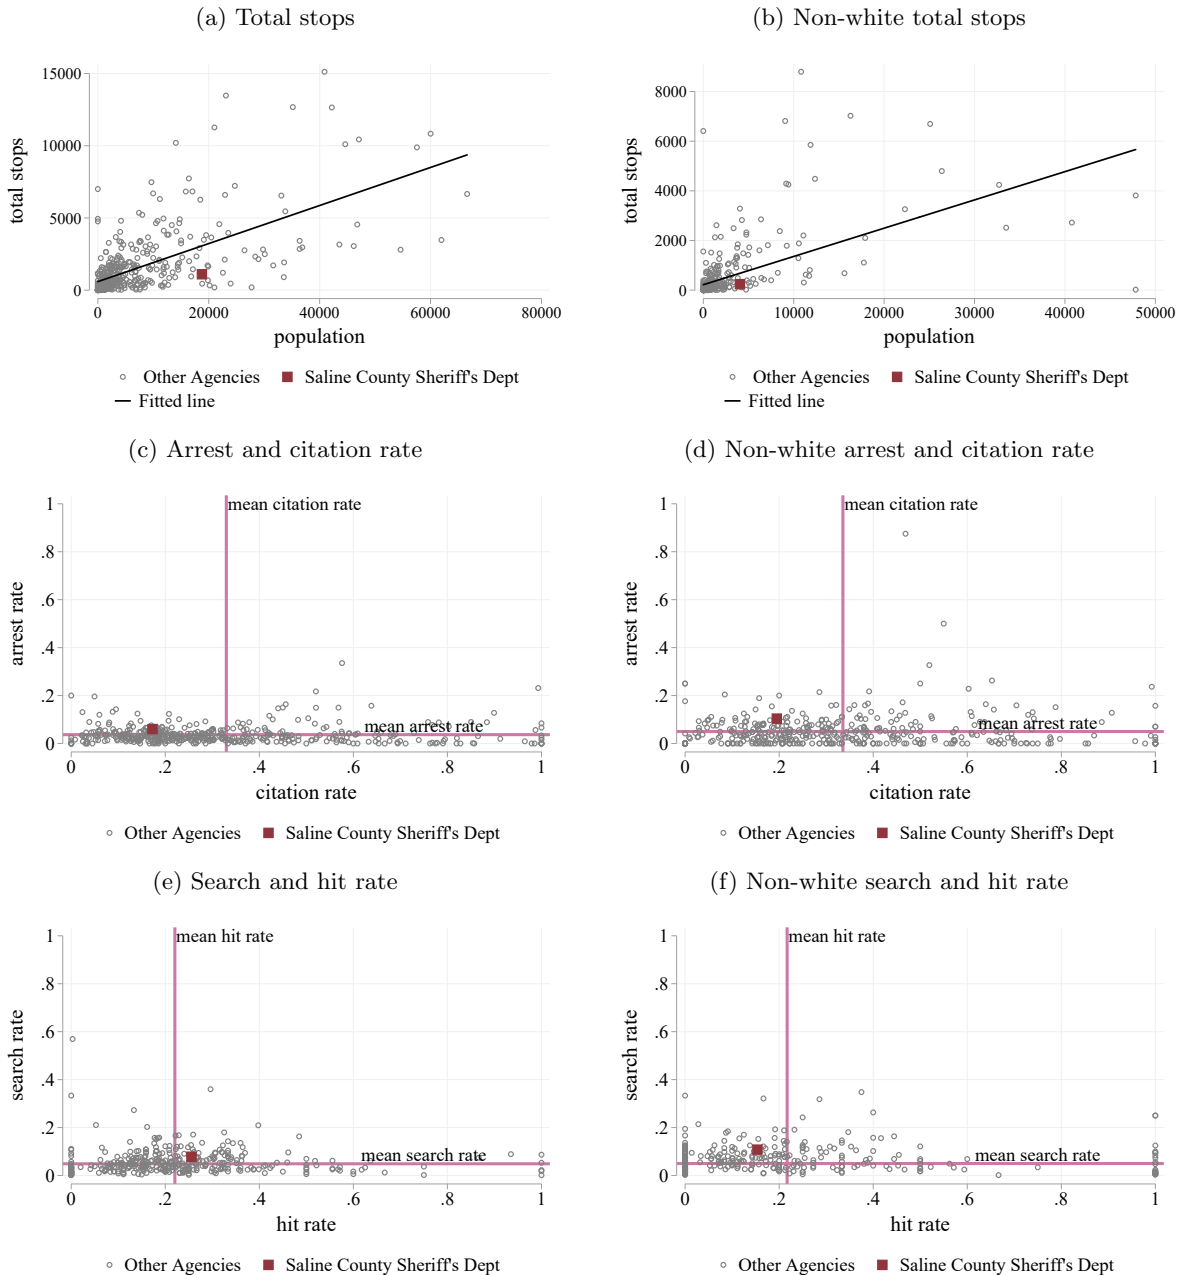 (a) Total stops
15000
10000
5000
0
total stops
0 20000 40000 60000 80000
population
Other Agencies Saline County Sheriff's Dept
Fitted line
(b) Non-white total stops
8000
6000
4000
2000
0
total stops
0 10000 20000 30000 40000 50000
population
Other Agencies Saline County Sheriff's Dept
Fitted line
(c) Arrest and citation rate
1
.8
.6
.4
.2
0
arrest rate
mean citation rate
mean arrest rate
0 .2 .4 .6 .8 1
citation rate
Other Agencies Saline County Sheriff's Dept
(d) Non-white arrest and citation rate
1
.8
.6
.4
.2
0
arrest rate
mean citation rate
mean arrest rate
0 .2 .4 .6 .8 1
citation rate
Other Agencies Saline County Sheriff's Dept
(e) Search and hit rate
1
.8
.6
.4
.2
0
search rate
mean hit rate
mean search rate
0 .2 .4 .6 .8 1
hit rate
Other Agencies Saline County Sheriff's Dept
(f) Non-white search and hit rate
1
.8
.6
.4
.2
0
search rate
mean hit rate
mean search rate
0 .2 .4 .6 .8 1
hit rate
Other Agencies Saline County Sheriff's Dept